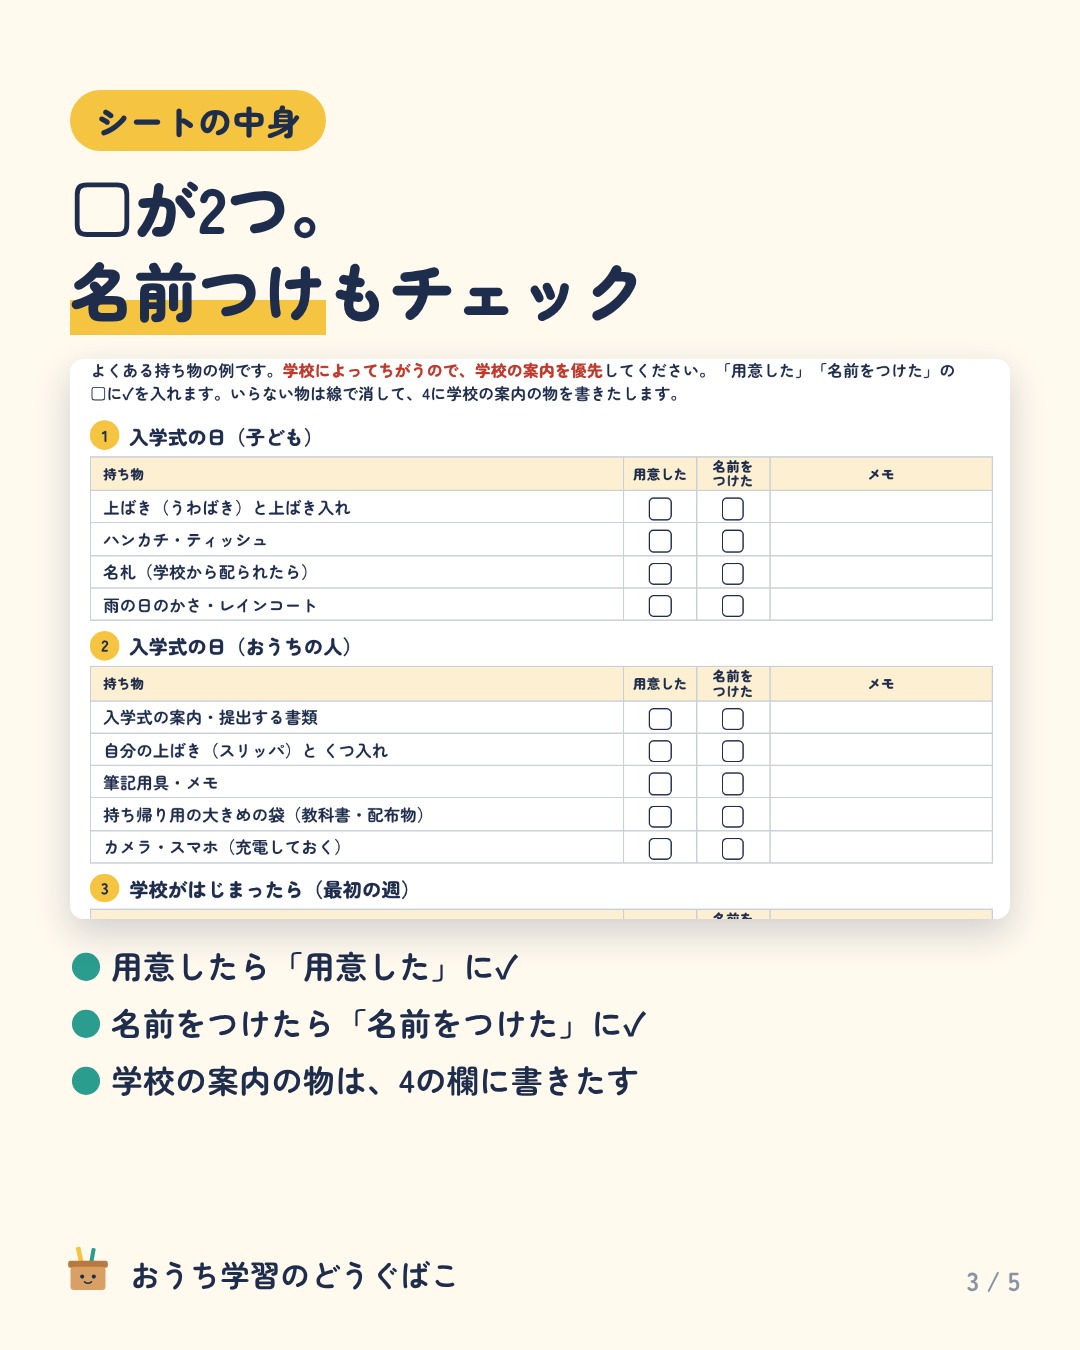 シートの中身
□が2つ。
名前つけもチェック
よくある持ち物の例です。学校によってちがうので、学校の案内を優先してください。「用意した」「名前をつけた」の
□に✓を入れます。いらない物は線で消して、4に学校の案内の物を書きたします。
1 入学式の日（子ども）
持ち物 用意した 名前をつけた メモ
上ばき（うわばき）と上ばき入れ
ハンカチ・ティッシュ
名札（学校から配られたら）
雨の日のかさ・レインコート
2 入学式の日（おうちの人）
持ち物 用意した 名前をつけた メモ
入学式の案内・提出する書類
自分の上ばき（スリッパ）と くつ入れ
筆記用具・メモ
持ち帰り用の大きめの袋（教科書・配布物）
カメラ・スマホ（充電しておく）
3 学校がはじまったら（最初の週）
名前を
用意したら「用意した」に✓
名前をつけたら「名前をつけた」に✓
学校の案内の物は、4の欄に書きたす
おうち学習のどうぐばこ
3 / 5